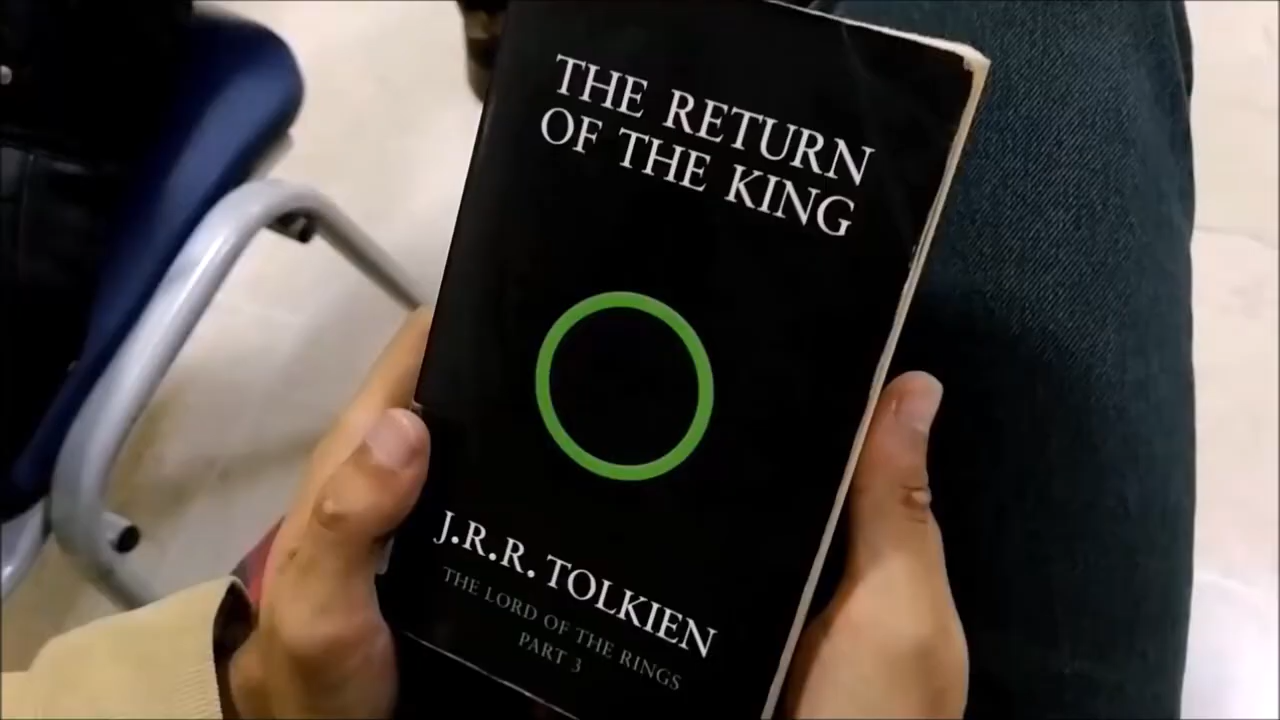 THE RETURN
OF THE KING
J.R.R. TOLKIEN
THE LORD OF THE RINGS
PART 3